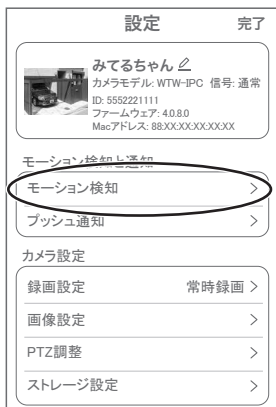 設定 完了
みてるちゃん
カメラモデル: WTW-IPC 信号: 通常
ID: 5552221111
ファームウェア: 4.0.8.0
Macアドレス: 88:XX:XX:XX:XX:XX
モーション検知と通知
モーション検知 >
プッシュ通知 >
カメラ設定
録画設定 常時録画 >
画像設定 >
PTZ調整 >
ストレージ設定 >